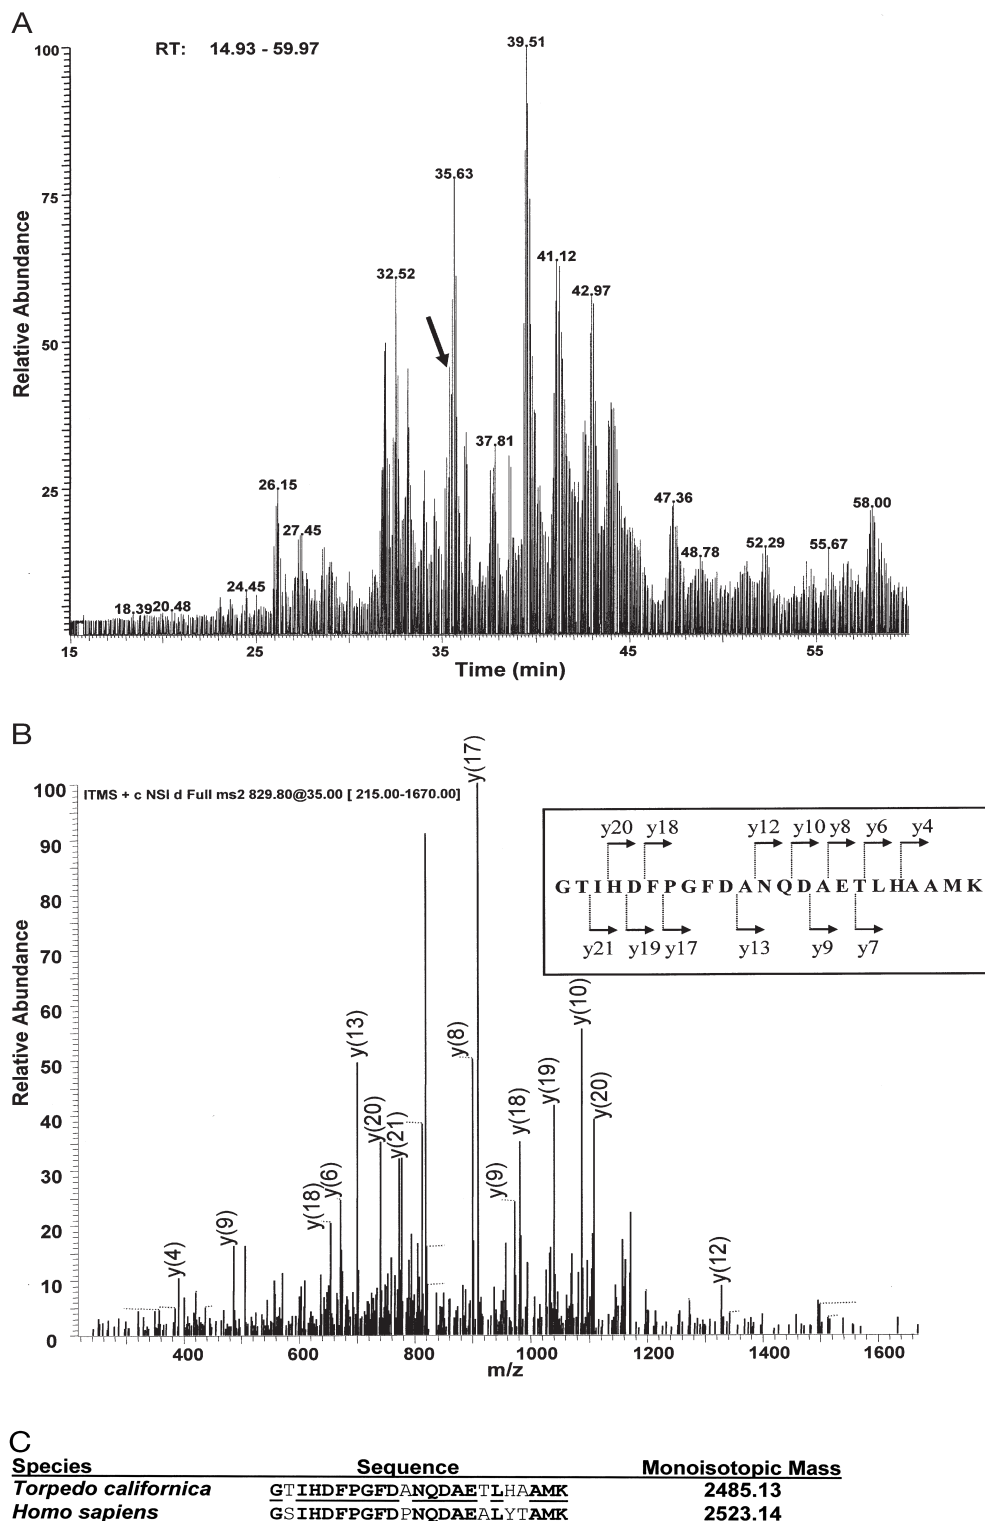 A
RT: 14.93 - 59.97
39.51
100
35.63
75
41.12
32.52
42.97
50
37.81
26.15
25
47.36
58.00
27.45
52.29
55.67
48.78
24.45
18.39
20.48
Relative Abundance
15
25
35
45
55
Time (min)
B
y(17)
ITMS + c NSI d Full ms2 829.80@35.00 [ 215.00-1670.00]
100
90
80
70
60
50
40
30
20
10
0
Relative Abundance
y20 y18 y12 y10 y8 y6 y4
G T I H D F P G F D A N Q D A E T L H A A M K
y21 y19 y17 y13 y9 y7
y(10)
y(8)
y(13)
y(19)
y(20)
y(20)
y(18)
y(21)
y(9)
y(6)
y(18)
y(9)
y(4)
y(12)
400
600
800
1000
1200
1400
1600
m/z
C
Species Sequence Monoisotopic Mass
Torpedo californica GTIHDFPGFDANQDAETLHAAMK 2485.13
Homo sapiens GSIHDFPGFDPNQDAEALYTAMK 2523.14